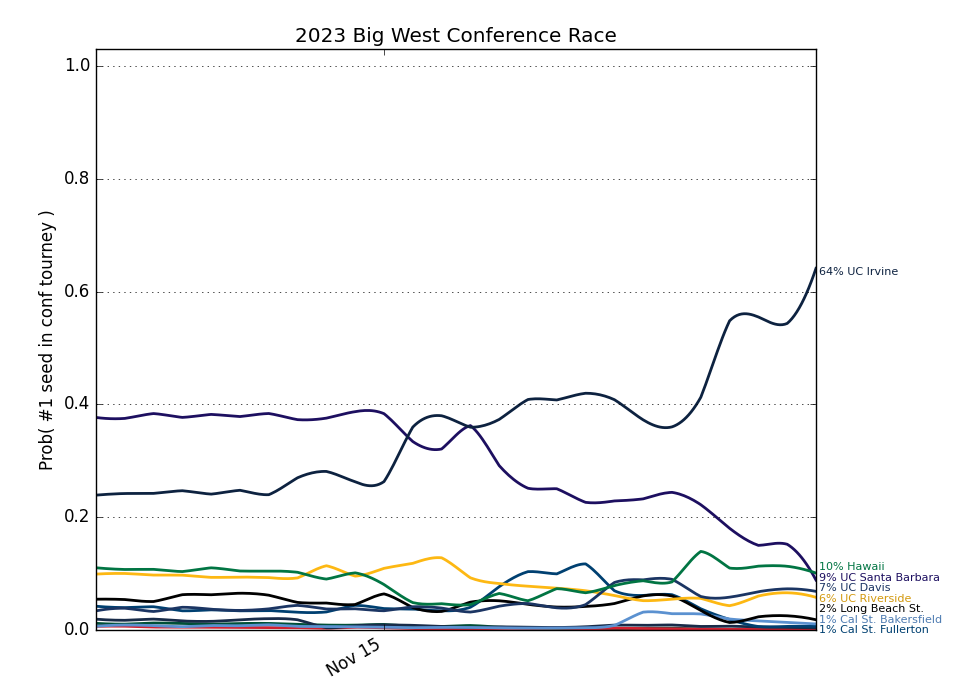 2023 Big West Conference Race
Prob( #1 seed in conf tourney )
1.0
0.8
0.6
0.4
0.2
0.0
Nov 15
64% UC Irvine
10% Hawaii
9% UC Santa Barbara
7% UC Davis
6% UC Riverside
2% Long Beach St.
1% Cal St. Bakersfield
1% Cal St. Fullerton